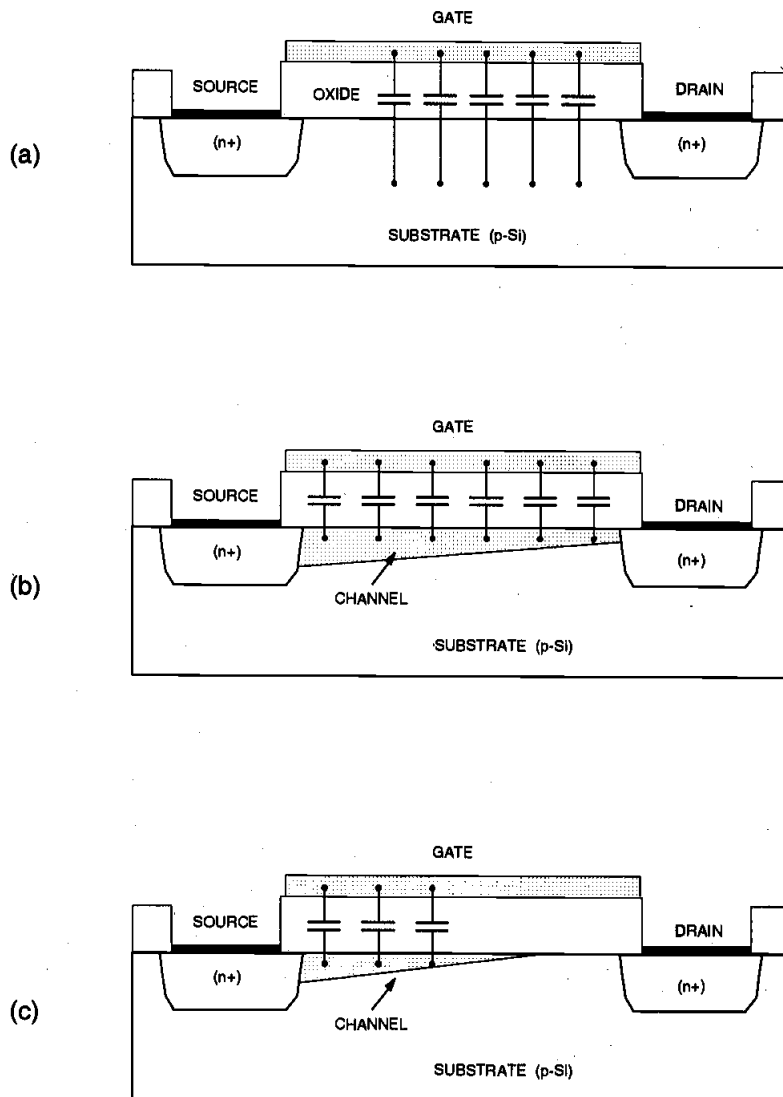 GATE
SOURCE
OXIDE
DRAIN
(a)
(n+)
(n+)
SUBSTRATE (p-Si)
GATE
SOURCE
DRAIN
(n+)
(n+)
(b)
CHANNEL
SUBSTRATE (p-Si)
GATE
SOURCE
DRAIN
(n+)
(n+)
(c)
CHANNEL
SUBSTRATE (p-Si)